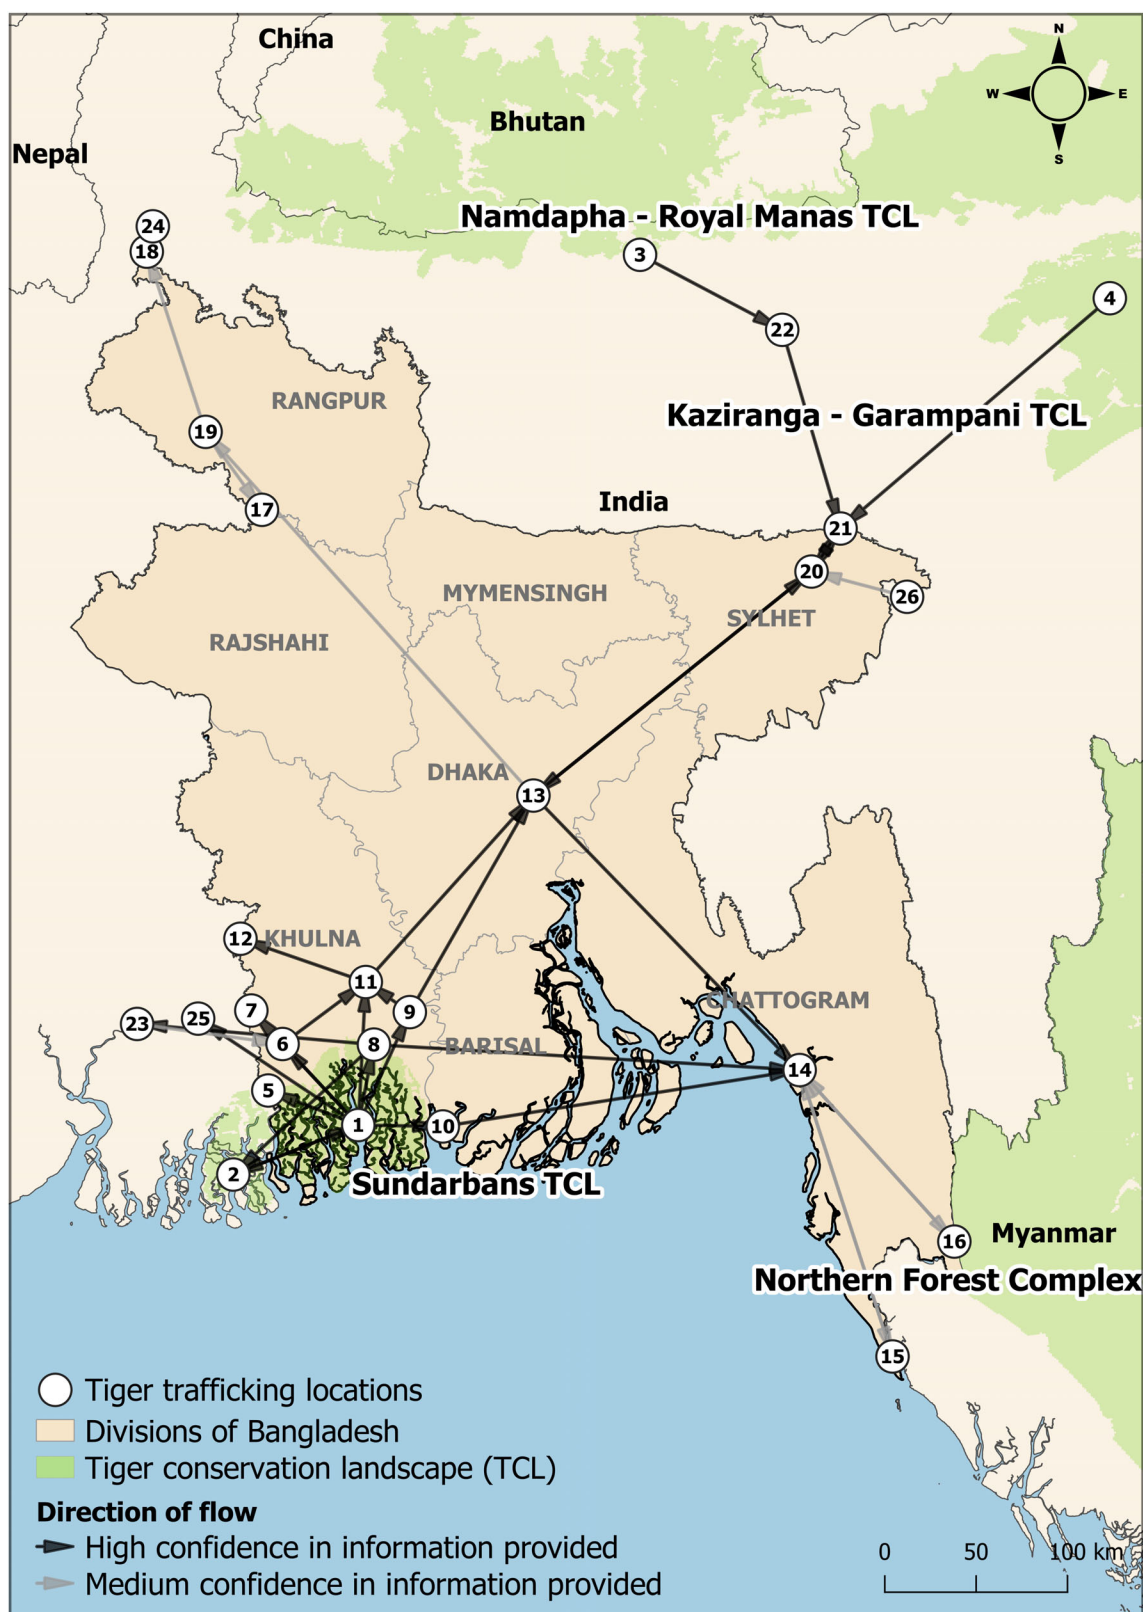 China
N
W
E
S
Bhutan
Nepal
Namdapha - Royal Manas TCL
24
18
3
4
22
RANGPUR
Kaziranga - Garampani TCL
19
India
17
21
20
26
MYMENSINGH
SYLHET
RAJSHAHI
DHAKA
13
12
KHULNA
11
CHATTOGRAM
7
9
25
23
6
8
BARISAL
14
5
1
10
2
Sundarbans TCL
16
Myanmar
Northern Forest Complex
15
Tiger trafficking locations
Divisions of Bangladesh
Tiger conservation landscape (TCL)
Direction of flow
High confidence in information provided
Medium confidence in information provided
0 50 100 km